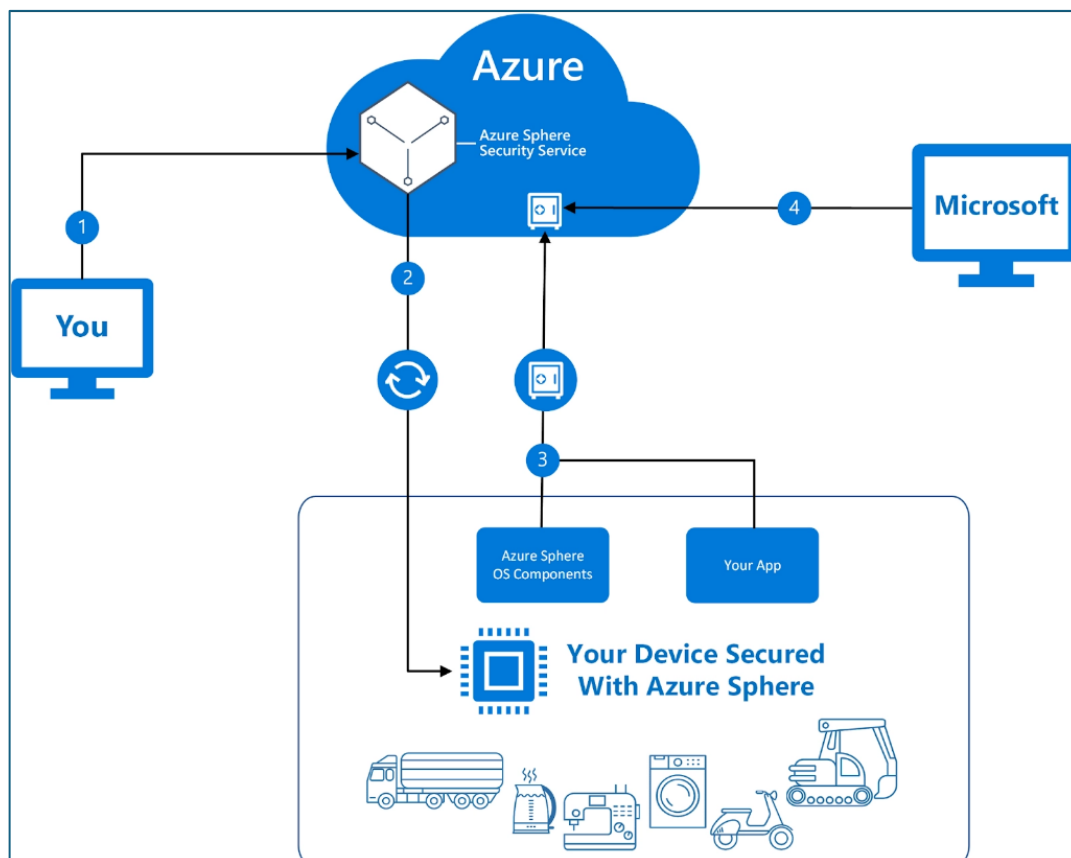 Azure
Azure Sphere
Security Service
1
4
Microsoft
2
You
3
Azure Sphere
OS Components
Your App
Your Device Secured
With Azure Sphere